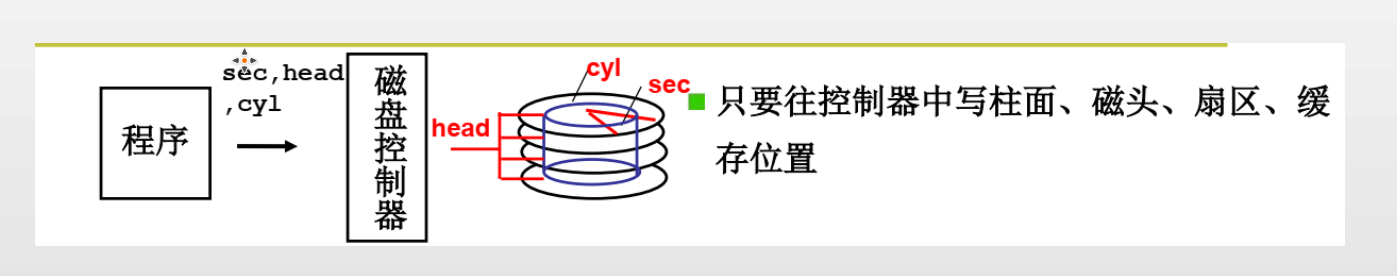 程序
sec,head
,cyl
磁盘控制器
head
cyl
sec
只要往控制器中写柱面、磁头、扇区、缓
存位置